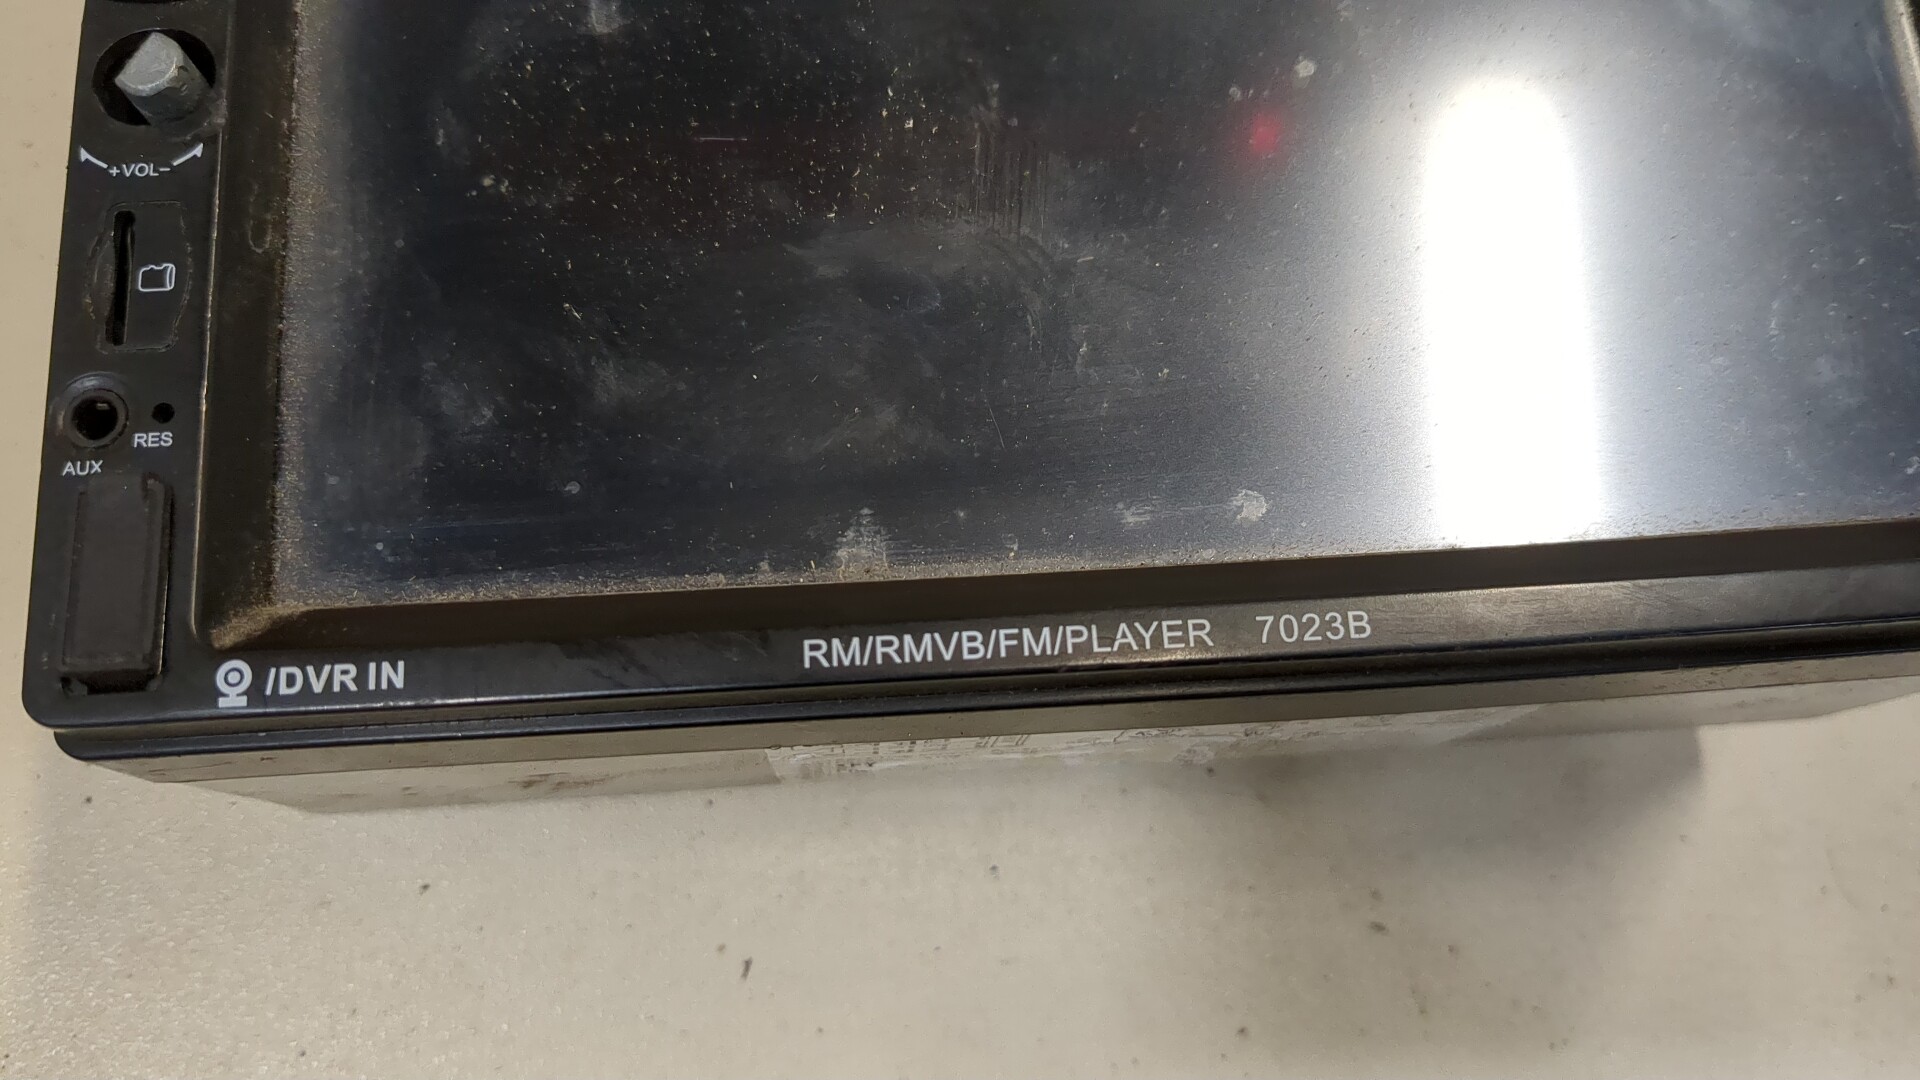 +VOL-
RES
AUX
/DVR IN
RM/RMVB/FM/PLAYER 7023B